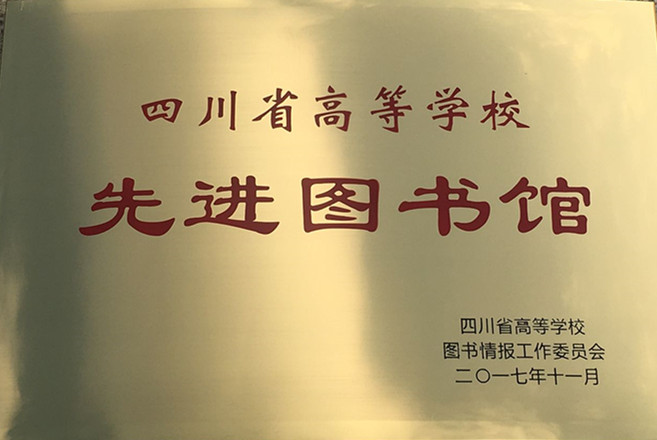 四川省高等学校
先进图书馆
四川省高等学校
图书情报工作委员会
二〇一七年十一月